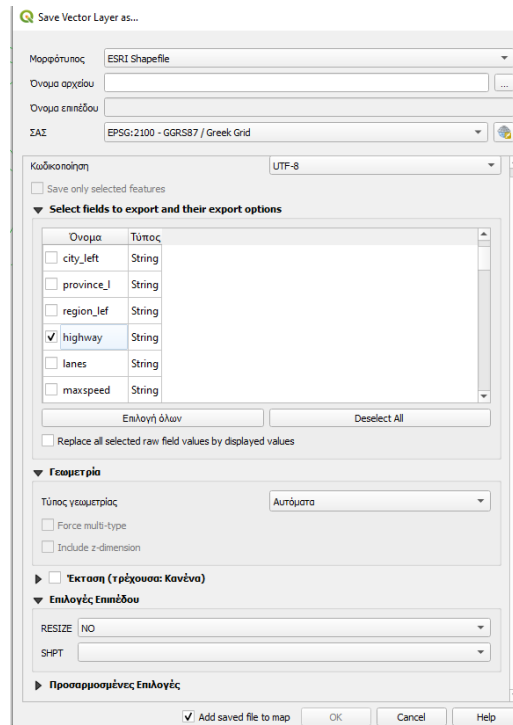 Save Vector Layer as...
Μορφότυπος ESRI Shapefile
Όνομα αρχείου ...
Όνομα επιπέδου
ΣΑΣ EPSG:2100 - GGRS87 / Greek Grid
Κωδικοποίηση UTF-8
Save only selected features
Select fields to export and their export options
Όνομα Τύπος
city_left String
province_l String
region_lef String
highway String
lanes String
maxspeed String
Επιλογή όλων Deselect All
Replace all selected raw field values by displayed values
Γεωμετρία
Τύπος γεωμετρίας Αυτόματα
Force multi-type
Include z-dimension
Έκταση (τρέχουσα: Κανένα)
Επιλογές Επιπέδου
RESIZE NO
SHPT
Προσαρμοσμένες Επιλογές
Add saved file to map OK Cancel Help